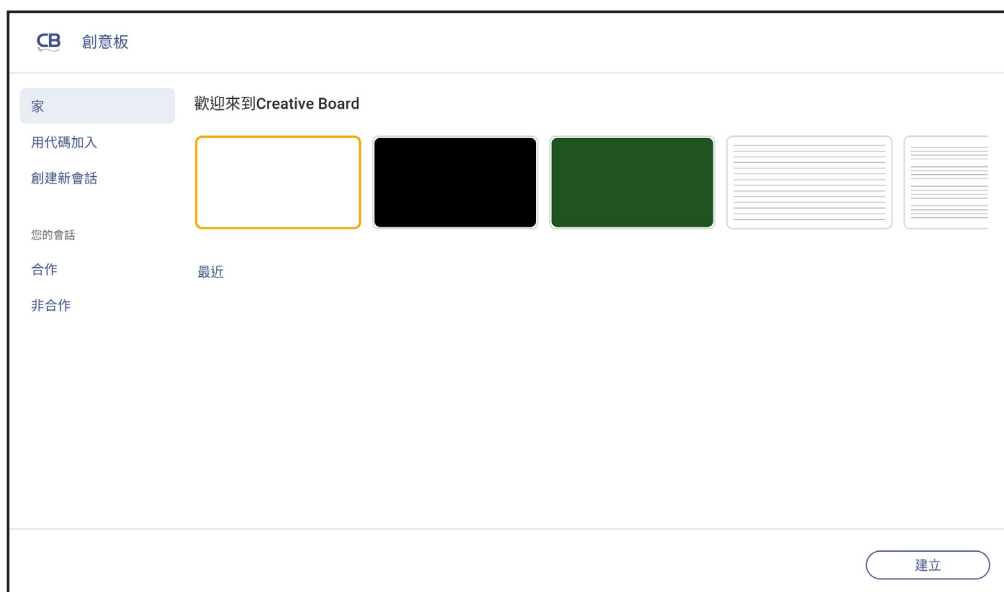 CB 創意板
家
用代碼加入
創建新會話
您的會話
合作
非合作
歡迎來到Creative Board
最近
建立